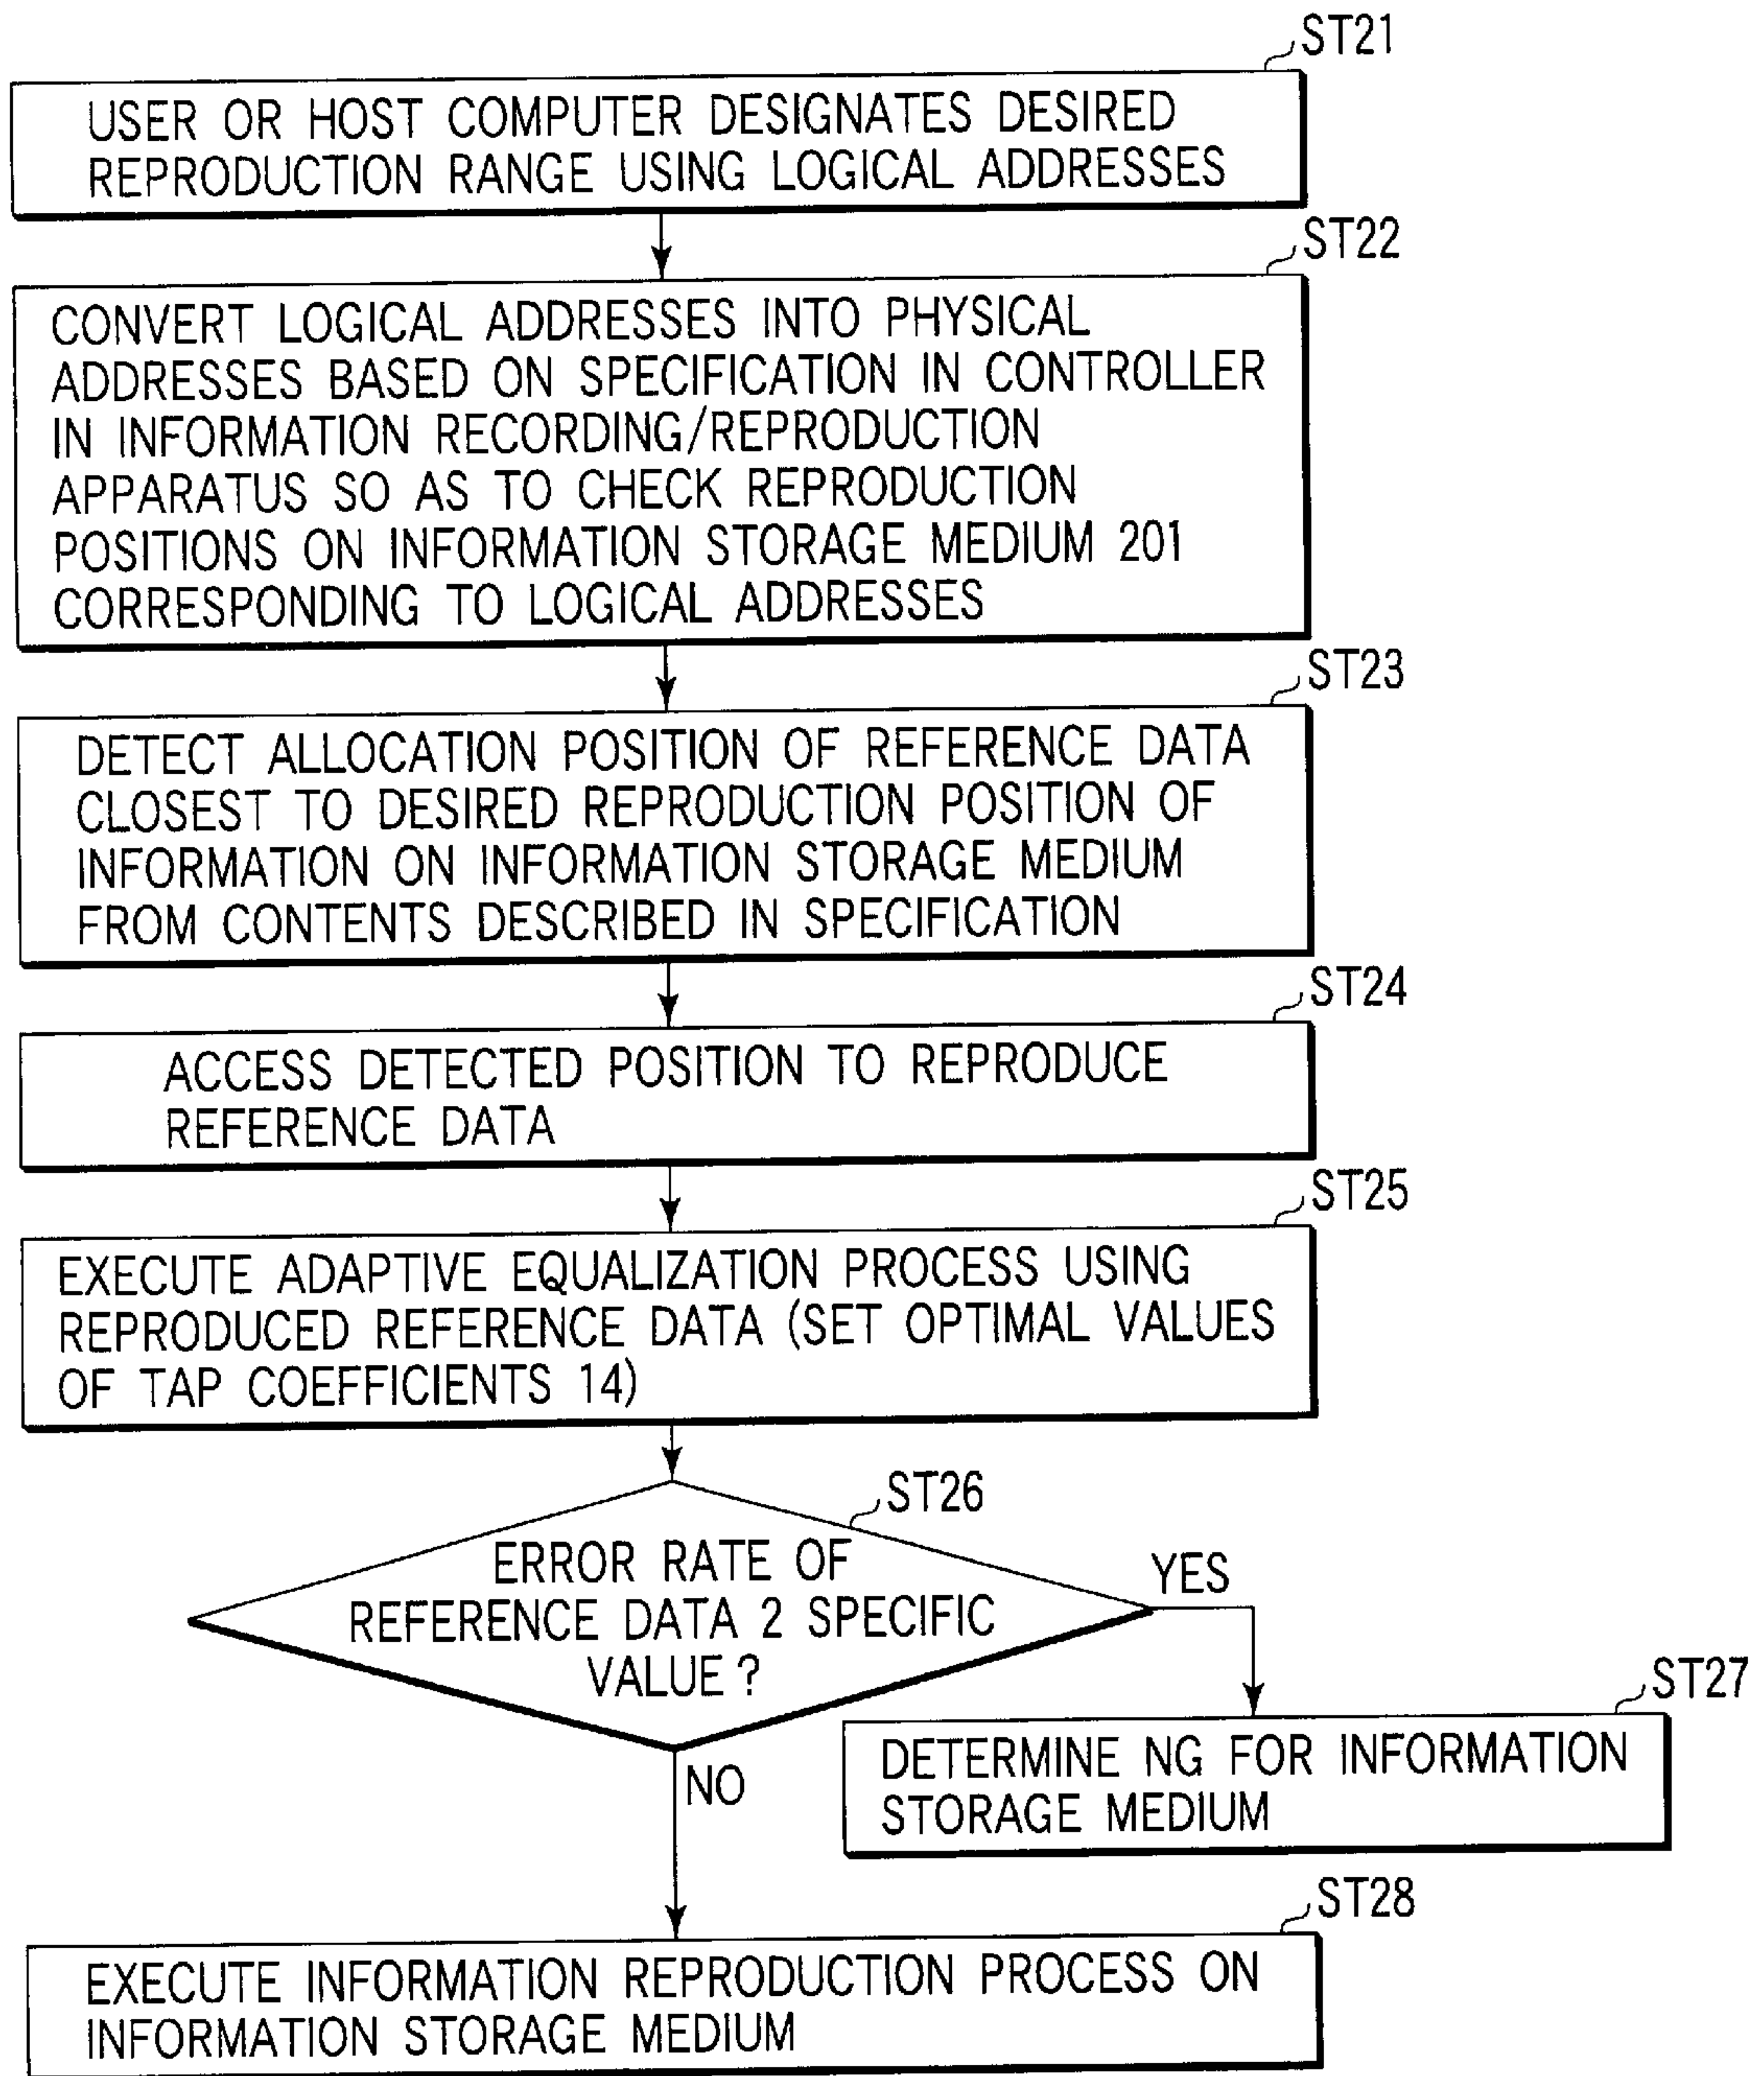 ST21
USER OR HOST COMPUTER DESIGNATES DESIRED
REPRODUCTION RANGE USING LOGICAL ADDRESSES
ST22
CONVERT LOGICAL ADDRESSES INTO PHYSICAL
ADDRESSES BASED ON SPECIFICATION IN CONTROLLER
IN INFORMATION RECORDING/REPRODUCTION
APPARATUS SO AS TO CHECK REPRODUCTION
POSITIONS ON INFORMATION STORAGE MEDIUM 201
CORRESPONDING TO LOGICAL ADDRESSES
ST23
DETECT ALLOCATION POSITION OF REFERENCE DATA
CLOSEST TO DESIRED REPRODUCTION POSITION OF
INFORMATION ON INFORMATION STORAGE MEDIUM
FROM CONTENTS DESCRIBED IN SPECIFICATION
ST24
ACCESS DETECTED POSITION TO REPRODUCE
REFERENCE DATA
ST25
EXECUTE ADAPTIVE EQUALIZATION PROCESS USING
REPRODUCED REFERENCE DATA (SET OPTIMAL VALUES
OF TAP COEFFICIENTS 14)
ST26
ERROR RATE OF
REFERENCE DATA 2 SPECIFIC
VALUE?
YES
NO
ST27
DETERMINE NG FOR INFORMATION
STORAGE MEDIUM
ST28
EXECUTE INFORMATION REPRODUCTION PROCESS ON
INFORMATION STORAGE MEDIUM